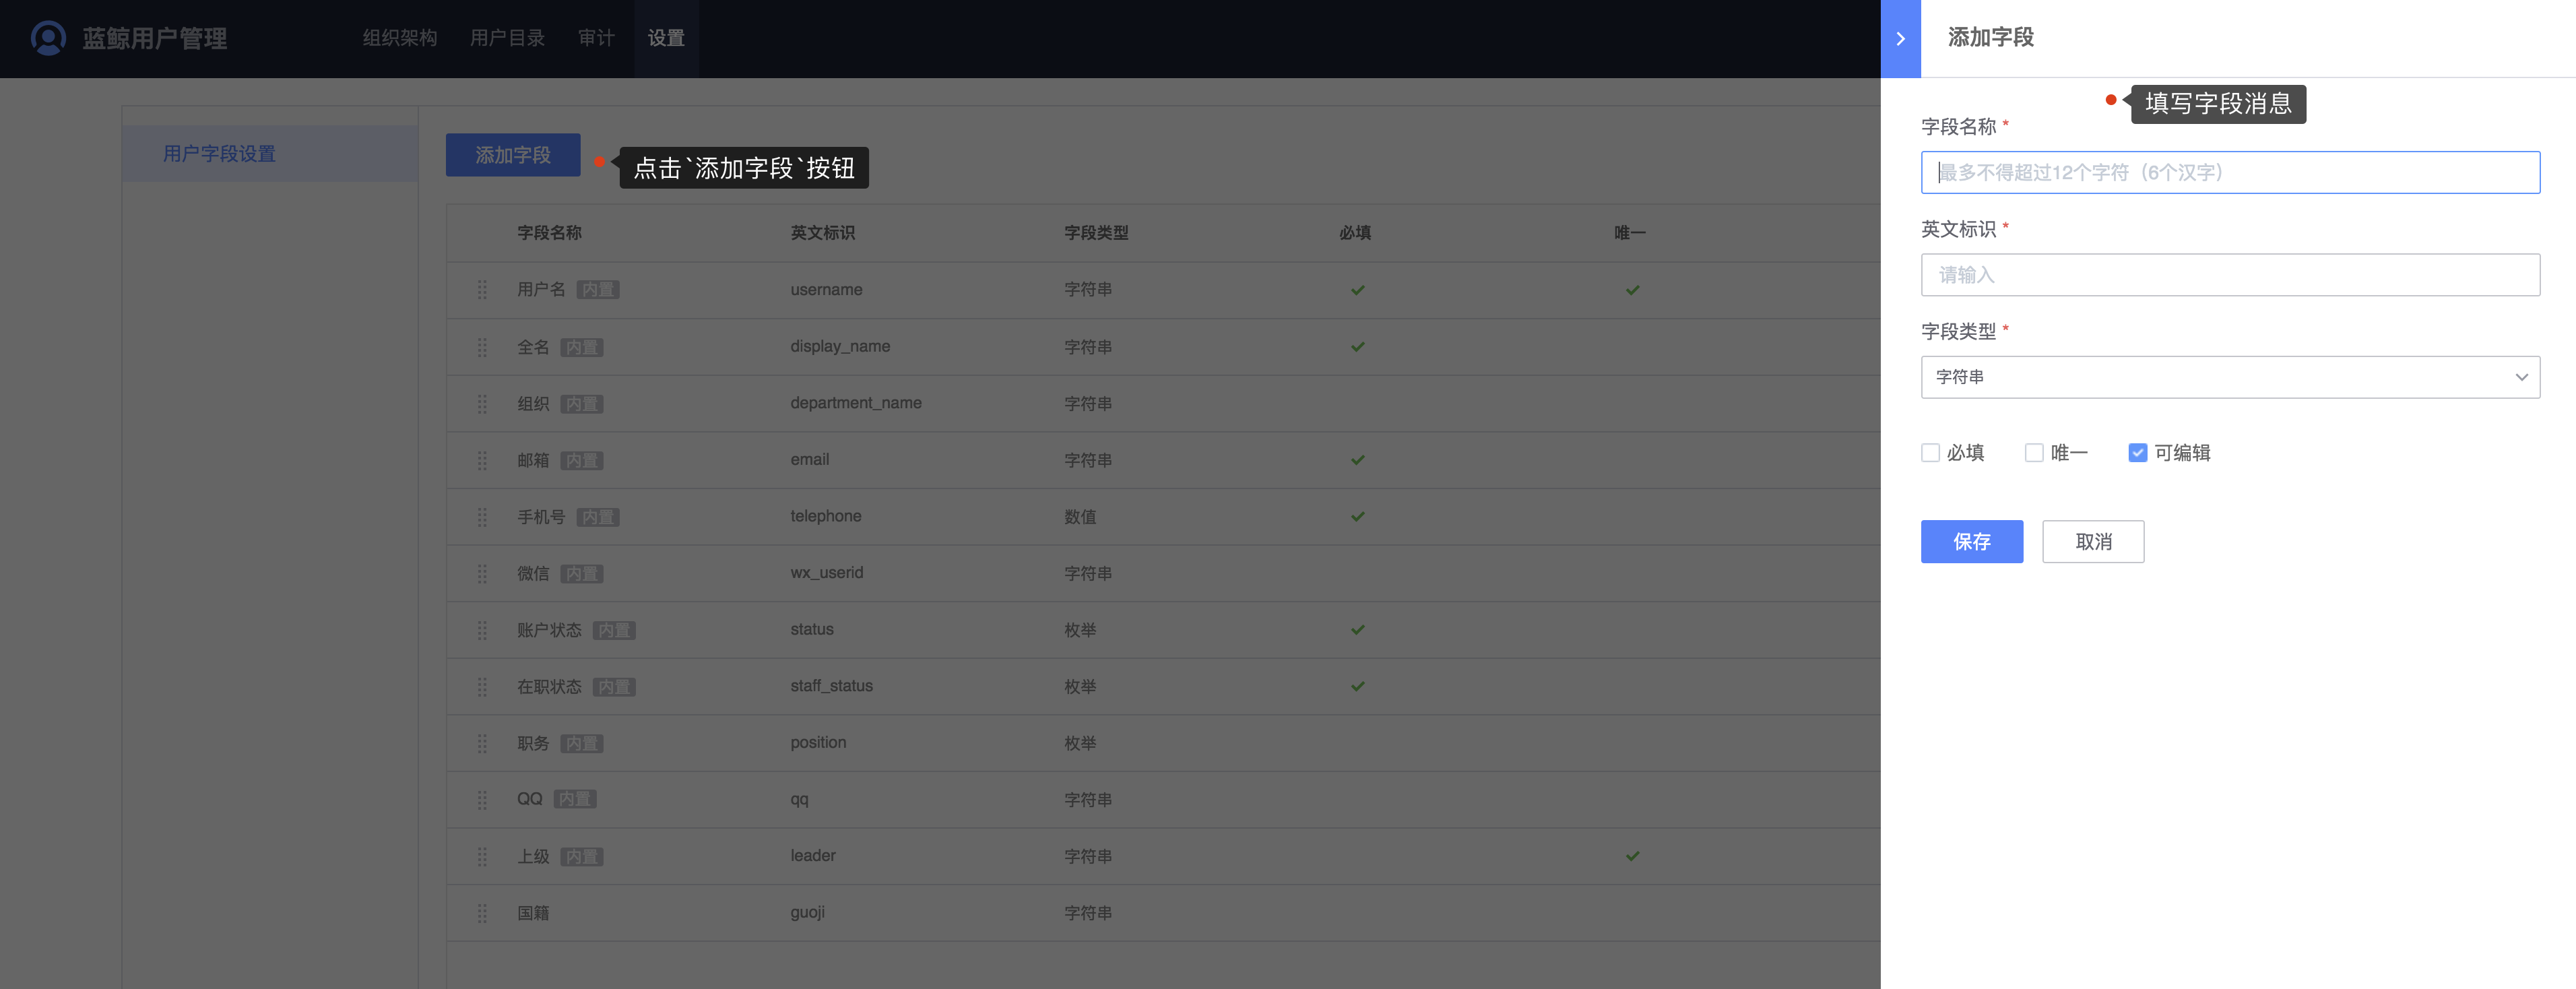 蓝鲸用户管理 组织架构 用户目录 审计 设置
添加字段
填写字段消息
用户字段设置
添加字段
点击`添加字段`按钮
字段名称 英文标识 字段类型 必填 唯一
用户名 内置 username 字符串
全名 内置 display_name 字符串
组织 内置 department_name 字符串
邮箱 内置 email 字符串
手机号 内置 telephone 数值
微信 内置 wx_userid 字符串
账户状态 内置 status 枚举
在职状态 内置 staff_status 枚举
职务 内置 position 枚举
QQ 内置 qq 字符串
上级 内置 leader 字符串
国籍 guoji 字符串
字段名称 *
最多不得超过12个字符（6个汉字）
英文标识 *
请输入
字段类型 *
字符串
必填 唯一 可编辑
保存 取消